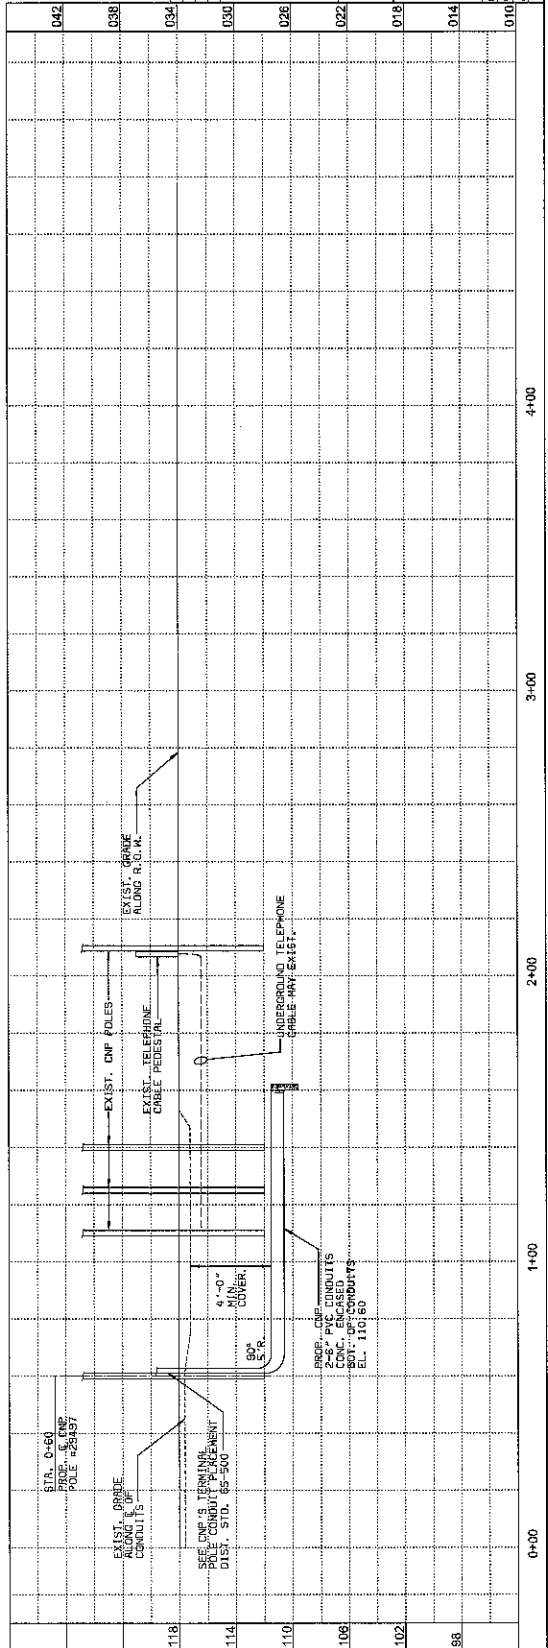 STA. 0+60
PROP. ℄ CNP
POLE #29497
EXIST. GRADE
ALONG ℄ OF
CONDUITS
SEE CNP'S TERMINAL
POLE CONDUIT PLACEMENT
DIST. STD. 65-500
90°
5'R.
4'-0"
MIN.
COVER.
PROP. CNP
2-6" PVC CONDUITS
CONC. ENCASED
BOT. OF CONDUITS
EL. 110.60
EXIST. CNP POLES
EXIST. TELEPHONE
CABLE PEDESTAL
UNDERGROUND TELEPHONE
CABLE MAY EXIST.
EXIST. GRADE
ALONG R.O.W.
118
114
110
106
102
98
042
038
034
030
026
022
018
014
010
0+00
1+00
2+00
3+00
4+00